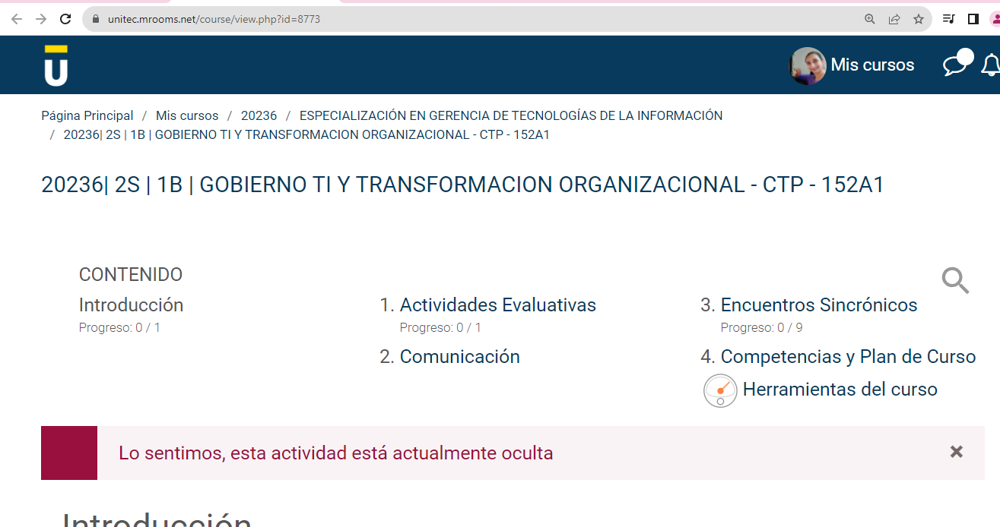 unitec.mrooms.net/course/view.php?id=8773
U
Mis cursos
Página Principal / Mis cursos / 20236 / ESPECIALIZACIÓN EN GERENCIA DE TECNOLOGÍAS DE LA INFORMACIÓN
/ 20236| 2S | 1B | GOBIERNO TI Y TRANSFORMACION ORGANIZACIONAL - CTP - 152A1
20236| 2S | 1B | GOBIERNO TI Y TRANSFORMACION ORGANIZACIONAL - CTP - 152A1
CONTENIDO
Introducción
Progreso: 0 / 1
1. Actividades Evaluativas
Progreso: 0 / 1
2. Comunicación
3. Encuentros Sincrónicos
Progreso: 0 / 9
4. Competencias y Plan de Curso
Herramientas del curso
Lo sentimos, esta actividad está actualmente oculta
Introducción